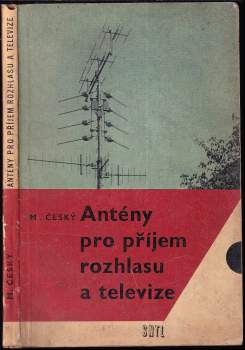 ANTÉNY PRO PŘÍJEM ROZHLASU A TELEVIZE
M. ČESKÝ
M. ČESKÝ Antény
pro příjem
rozhlasu
a televize
SNTL